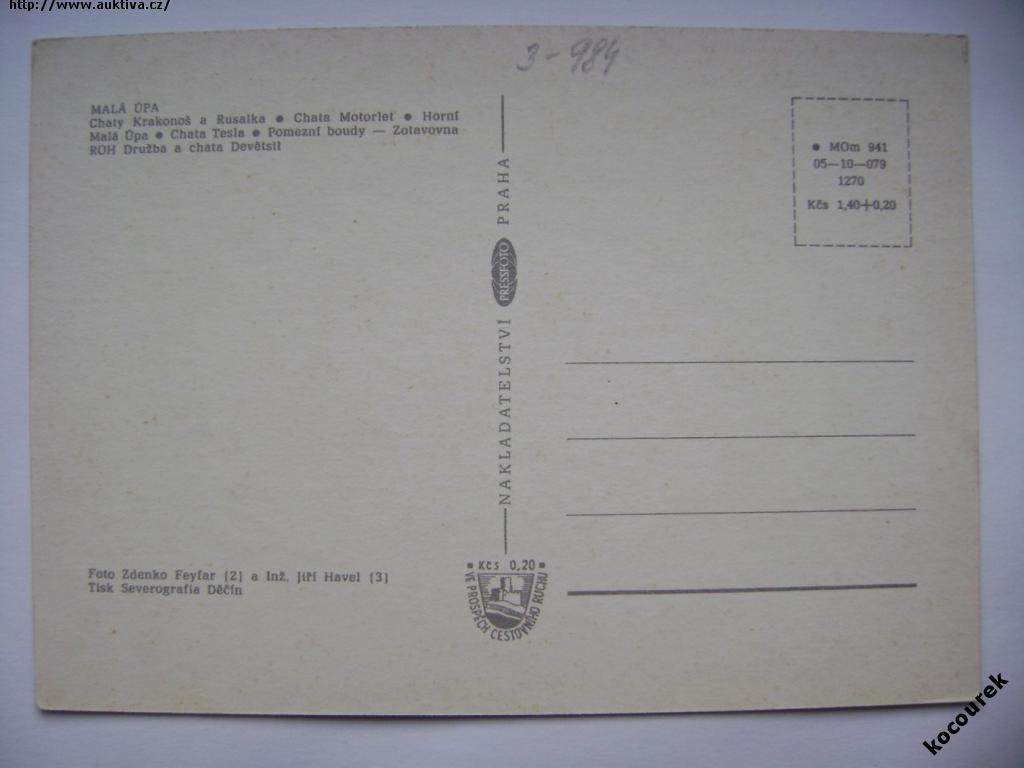 http://www.auktiva.cz/
3-984
MALÁ ÚPA
Chaty Krakonoš a Rusalka ● Chata Motorlet ● Horní
Malá Úpa ● Chata Tesla ● Pomezní boudy — Zotavovna
ROH Družba a chata Devětsil
● MOm 941
05—10—079
1270
Kčs 1,40+0,20
NAKLADATELSTVÍ PRESSFOTO PRAHA
Foto Zdenko Feyfar (2) a Inž. Jiří Havel (3)
Tisk Severografia Děčín
▪ Kčs 0,20 ▪
VE PROSPĚCH CESTOVNÍHO RUCHU
kocourek